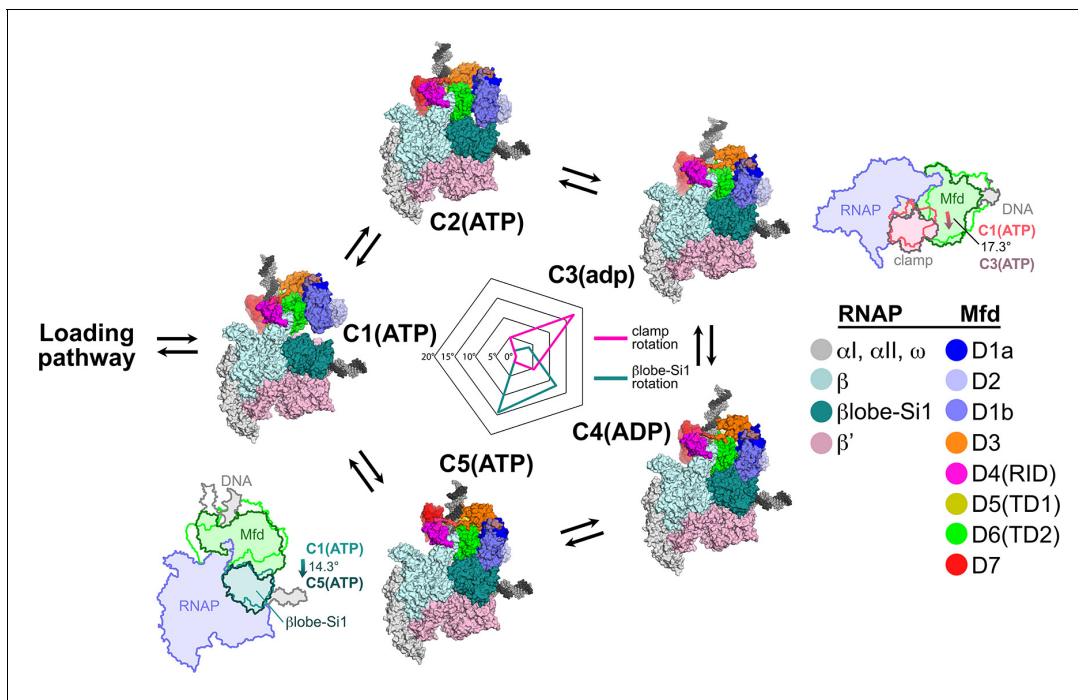 C2(ATP)
C3(adp)
RNAP
Mfd
DNA
clamp
C1(ATP)
17.3°
C3(ATP)
Loading
pathway
C1(ATP)
20° 15° 10° 5° 0°
clamp
rotation
βlobe-Si1
rotation
C4(ADP)
C5(ATP)
DNA
Mfd
RNAP
C1(ATP)
14.3°
C5(ATP)
βlobe-Si1
RNAP
αI, αII, ω
β
βlobe-Si1
β'
Mfd
D1a
D2
D1b
D3
D4(RID)
D5(TD1)
D6(TD2)
D7